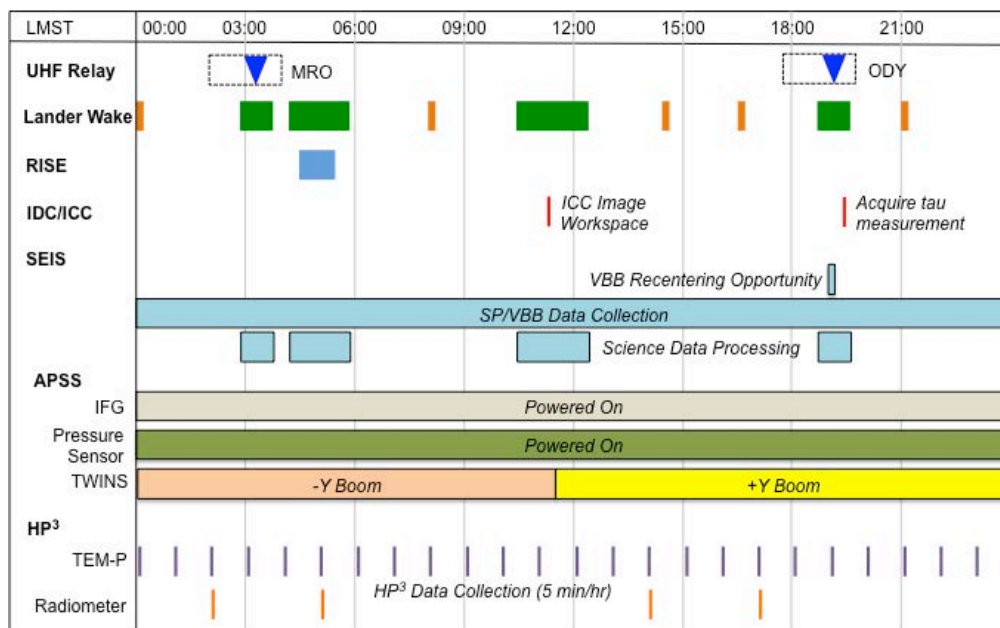 LMST 00:00 03:00 06:00 09:00 12:00 15:00 18:00 21:00
UHF Relay MRO ODY
Lander Wake
RISE
IDC/ICC ICC Image Acquire tau
Workspace measurement
SEIS
VBB Recentering Opportunity
SP/VBB Data Collection
Science Data Processing
APSS
IFG Powered On
Pressure
Sensor Powered On
TWINS -Y Boom +Y Boom
HP³
TEM-P
HP³ Data Collection (5 min/hr)
Radiometer